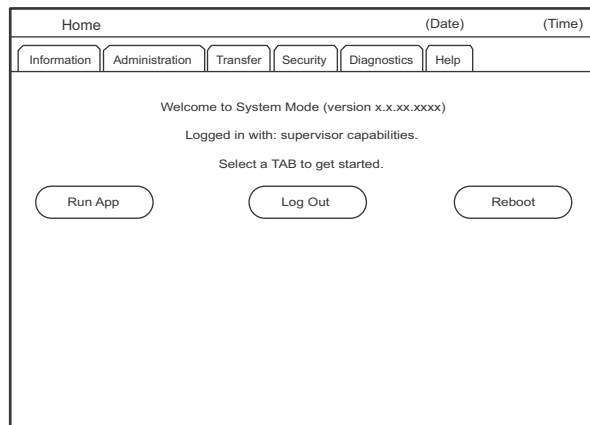 Home (Date) (Time)
Information Administration Transfer Security Diagnostics Help
Welcome to System Mode (version x.x.xx.xxxx)
Logged in with: supervisor capabilities.
Select a TAB to get started.
Run App Log Out Reboot